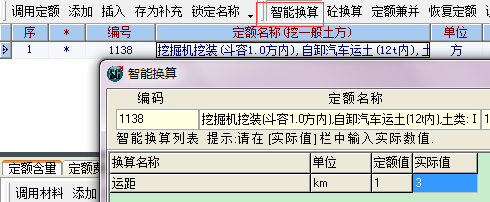 调用定额 添加 插入 存为补充 锁定名称 智能换算 砼换算 定额兼并 恢复定额
序 * 编号 定额名称(挖一般土方) 单位
1 * 1138 挖掘机挖装(斗容1.0方内),自卸汽车运土(12t内),土 方
智能换算
编码 定额名称
1138 挖掘机挖装(斗容1.0方内),自卸汽车运土(12t内),土类: I 1
智能换算列表 提示:请在[实际值]栏中输入实际数值.
换算名称 单位 定额值 实际值
运距 km 1 3
定额含量 定额
调用材料 添加